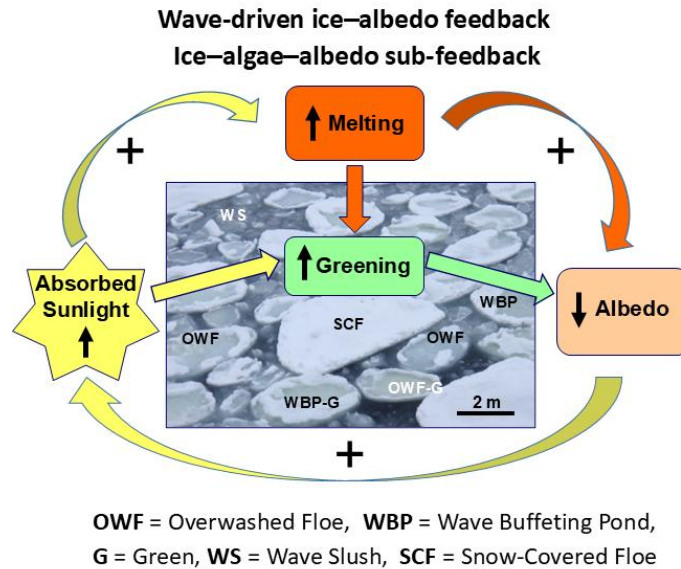 Wave-driven ice–albedo feedback
Ice–algae–albedo sub-feedback
Melting
+
+
WS
Greening
Absorbed
Sunlight
WBP
Albedo
OWF
SCF
OWF
WBP-G
OWF-G
2 m
+
OWF = Overwashed Floe, WBP = Wave Buffeting Pond,
G = Green, WS = Wave Slush, SCF = Snow-Covered Floe